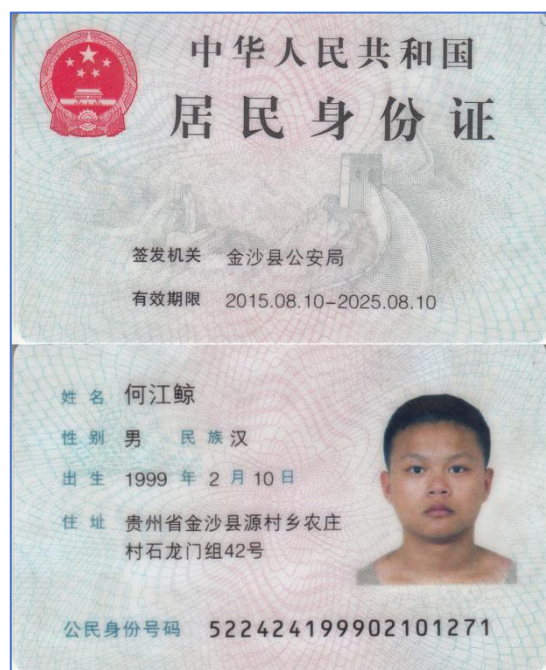 中华人民共和国
居民身份证
签发机关 金沙县公安局
有效期限 2015.08.10-2025.08.10
姓名 何江鲸
性别 男 民族 汉
出生 1999 年 2 月 10 日
住址 贵州省金沙县源村乡农庄
村石龙门组42号
公民身份号码 522424199902101271